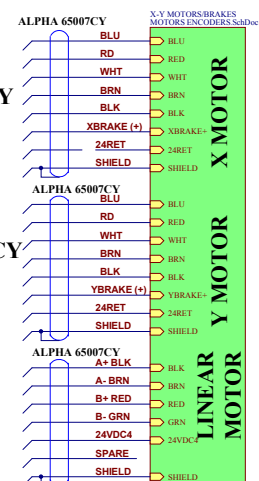 X-Y MOTORS/BRAKES
MOTORS ENCODERS.SchDoc
ALPHA 65007CY
BLU BLU
RD RED
WHT WHT
BRN BRN
BLK BLK
XBRAKE (+) XBRAKE+
24RET 24RET
SHIELD SHIELD
X MOTOR
Y
ALPHA 65007CY
BLU BLU
RD RED
WHT WHT
BRN BRN
BLK BLK
YBRAKE (+) YBRAKE+
24RET 24RET
SHIELD SHIELD
Y MOTOR
CY
ALPHA 65007CY
A+ BLK BLK
A- BRN BRN
B+ RED RED
B- GRN GRN
24VDC4 24VDC4
SPARE
SHIELD SHIELD
LINEAR
MOTOR